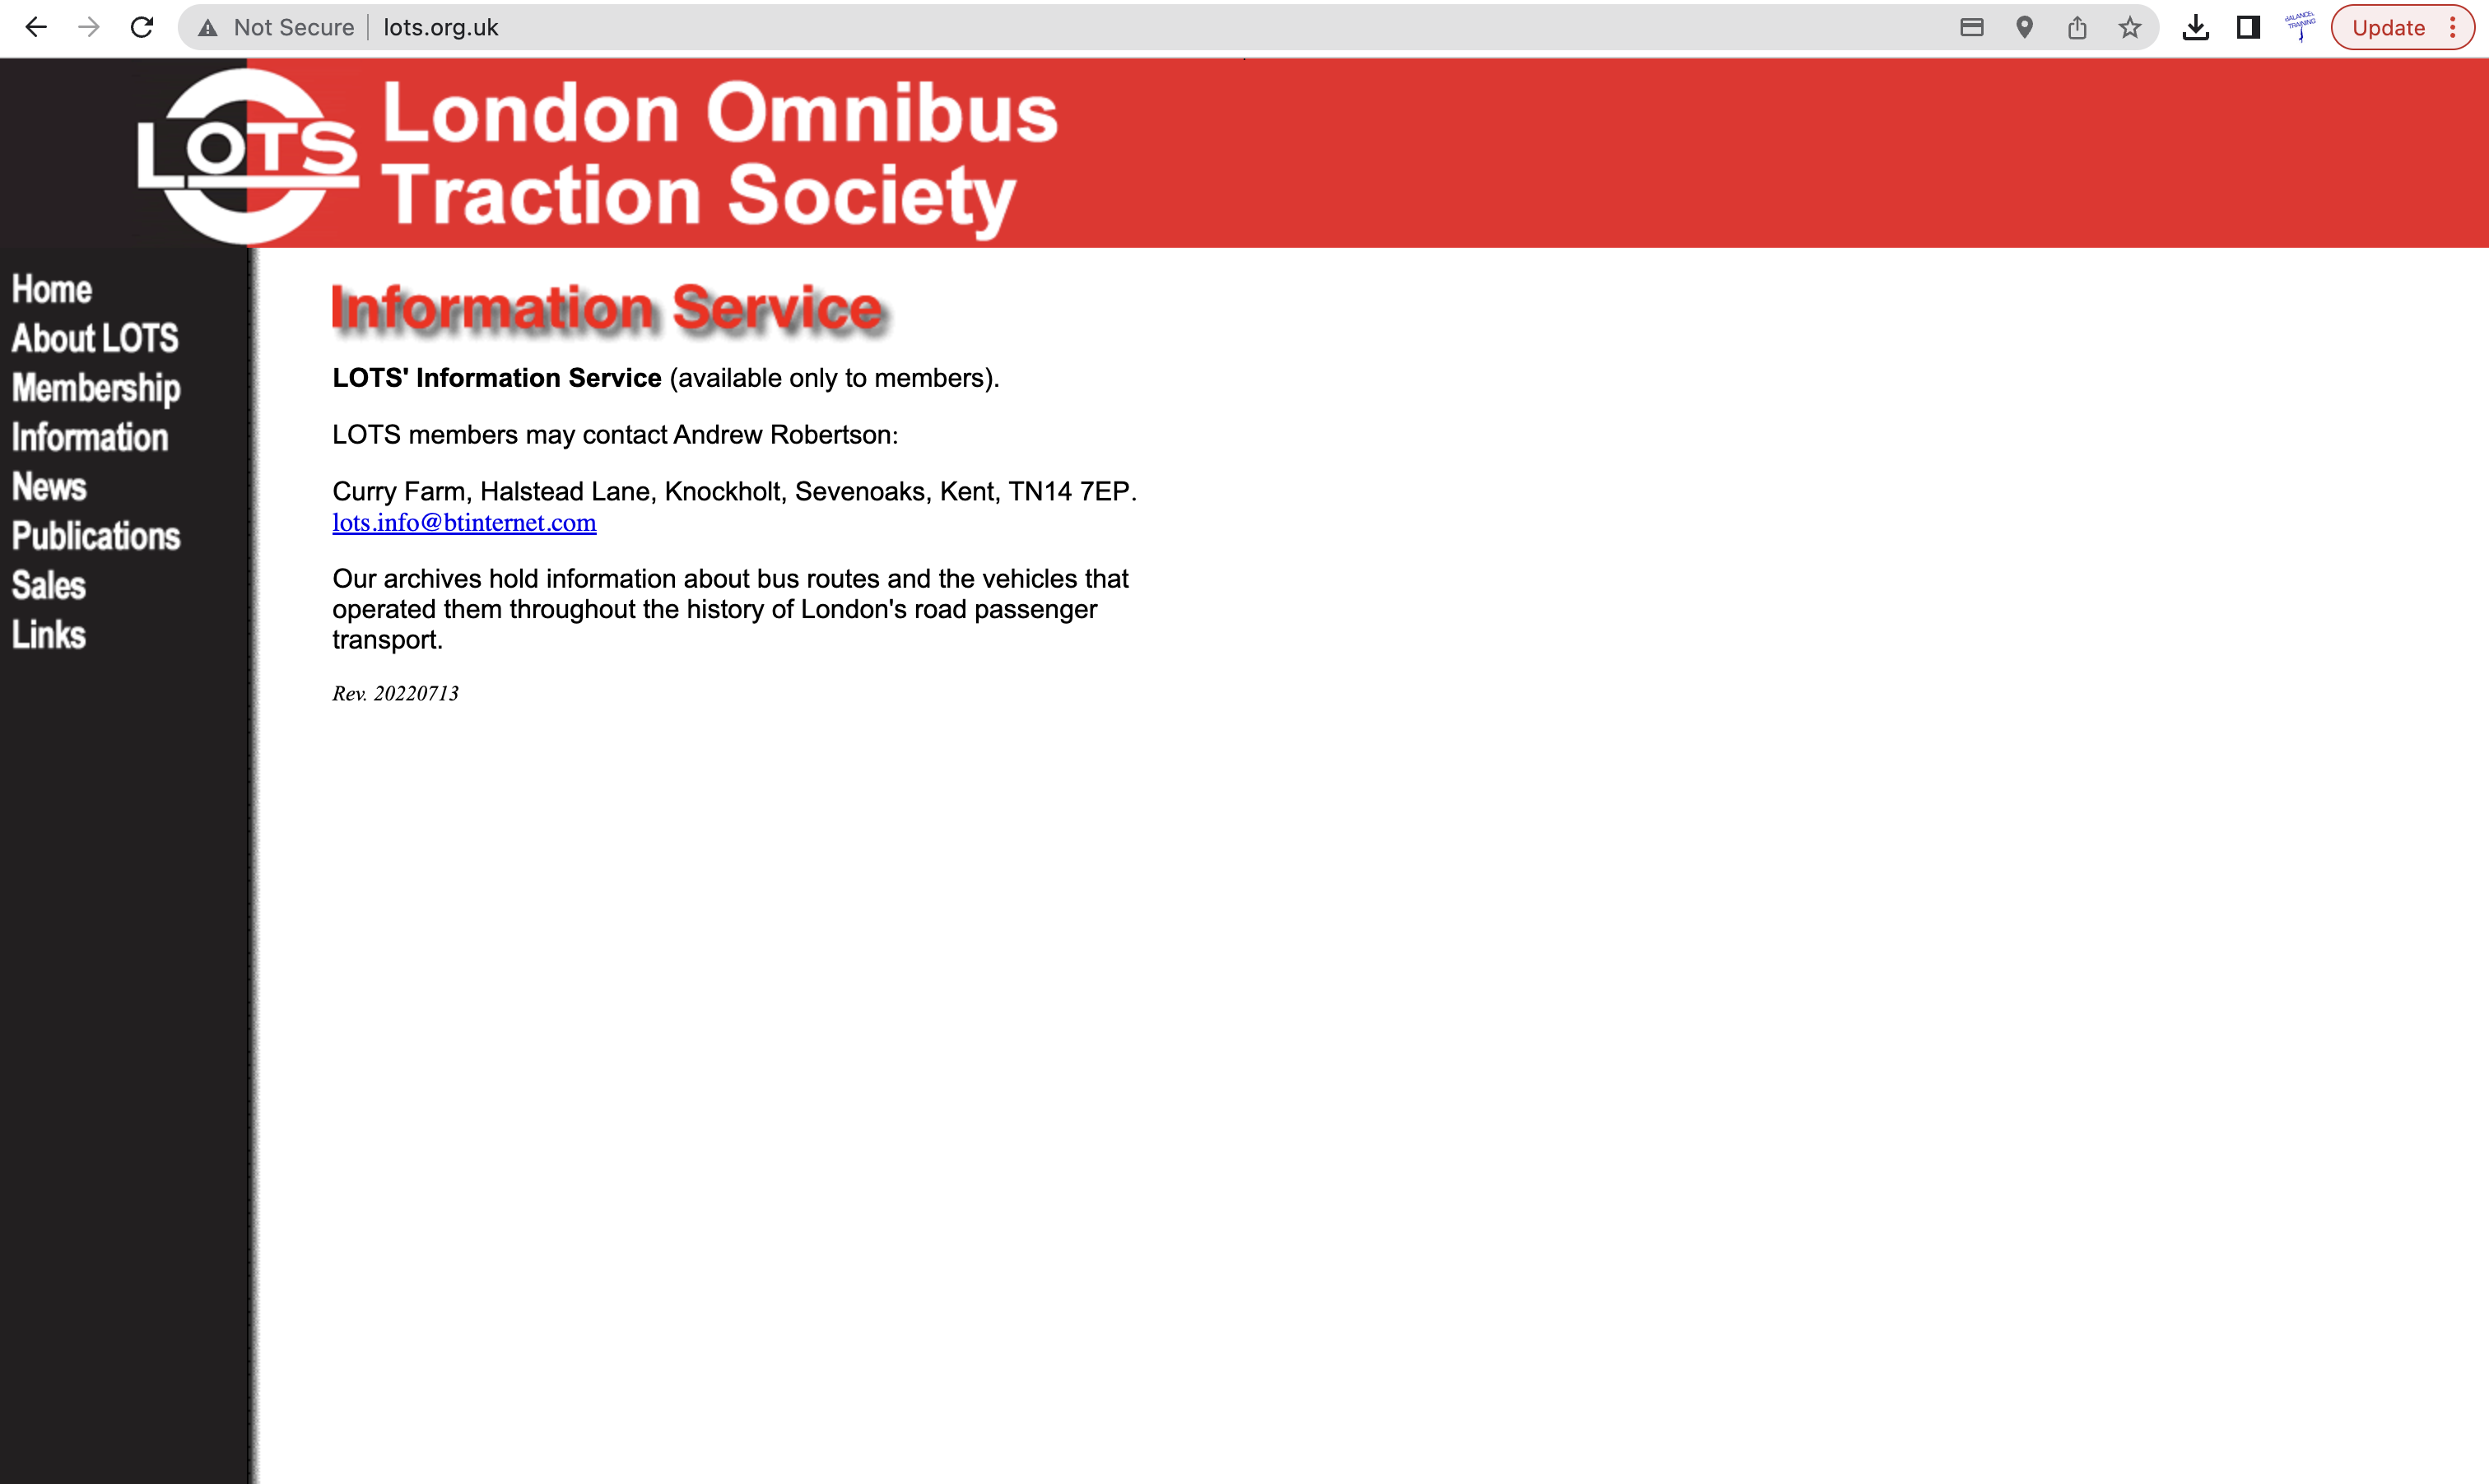 Not Secure lots.org.uk
BALANCE TRAINING
Update
LOTS
London Omnibus
Traction Society
Home
About LOTS
Membership
Information
News
Publications
Sales
Links
Information Service
LOTS' Information Service (available only to members).
LOTS members may contact Andrew Robertson:
Curry Farm, Halstead Lane, Knockholt, Sevenoaks, Kent, TN14 7EP.
lots.info@btinternet.com
Our archives hold information about bus routes and the vehicles that
operated them throughout the history of London's road passenger
transport.
Rev. 20220713